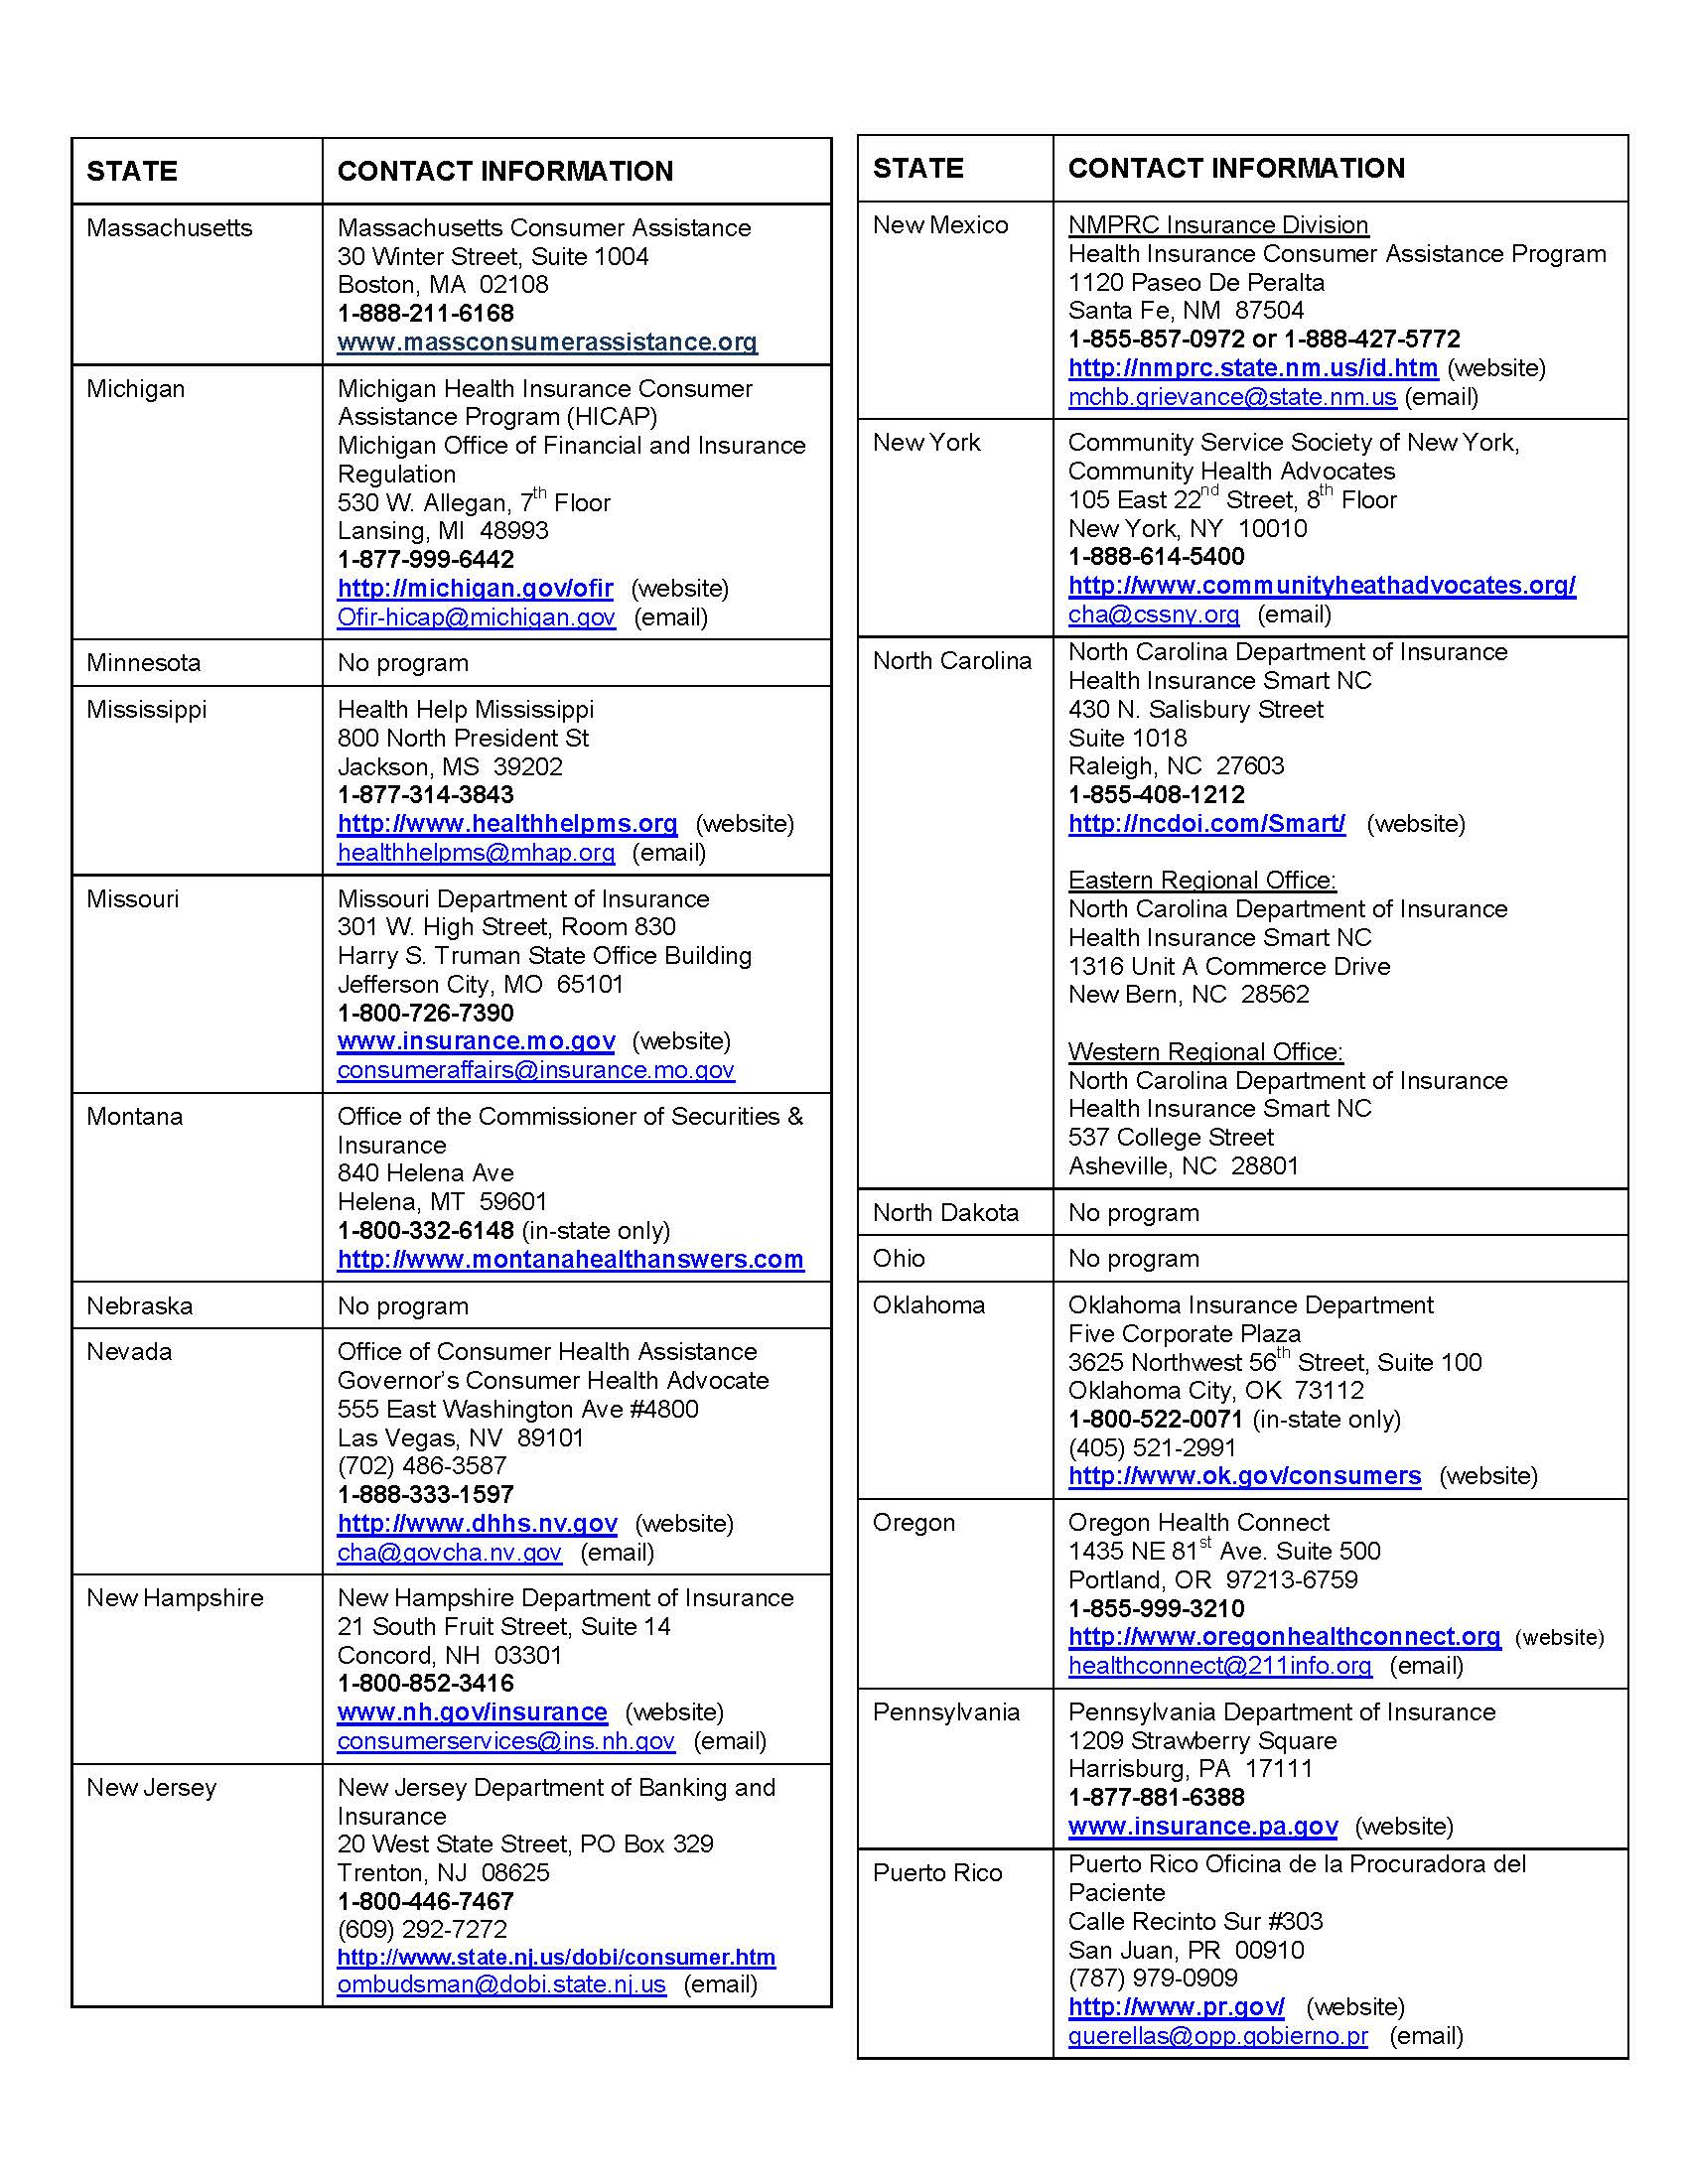 STATE CONTACT INFORMATION
Massachusetts Massachusetts Consumer Assistance
30 Winter Street, Suite 1004
Boston, MA 02108
1-888-211-6168
www.massconsumerassistance.org
Michigan Michigan Health Insurance Consumer
Assistance Program (HICAP)
Michigan Office of Financial and Insurance
Regulation
530 W. Allegan, 7th Floor
Lansing, MI 48993
1-877-999-6442
http://michigan.gov/ofir (website)
Ofir-hicap@michigan.gov (email)
Minnesota No program
Mississippi Health Help Mississippi
800 North President St
Jackson, MS 39202
1-877-314-3843
http://www.healthhelpms.org (website)
healthhelpms@mhap.org (email)
Missouri Missouri Department of Insurance
301 W. High Street, Room 830
Harry S. Truman State Office Building
Jefferson City, MO 65101
1-800-726-7390
www.insurance.mo.gov (website)
consumeraffairs@insurance.mo.gov
Montana Office of the Commissioner of Securities &
Insurance
840 Helena Ave
Helena, MT 59601
1-800-332-6148 (in-state only)
http://www.montanahealthanswers.com
Nebraska No program
Nevada Office of Consumer Health Assistance
Governor's Consumer Health Advocate
555 East Washington Ave #4800
Las Vegas, NV 89101
(702) 486-3587
1-888-333-1597
http://www.dhhs.nv.gov (website)
cha@govcha.nv.gov (email)
New Hampshire New Hampshire Department of Insurance
21 South Fruit Street, Suite 14
Concord, NH 03301
1-800-852-3416
www.nh.gov/insurance (website)
consumerservices@ins.nh.gov (email)
New Jersey New Jersey Department of Banking and
Insurance
20 West State Street, PO Box 329
Trenton, NJ 08625
1-800-446-7467
(609) 292-7272
http://www.state.nj.us/dobi/consumer.htm
ombudsman@dobi.state.nj.us (email)
STATE CONTACT INFORMATION
New Mexico NMPRC Insurance Division
Health Insurance Consumer Assistance Program
1120 Paseo De Peralta
Santa Fe, NM 87504
1-855-857-0972 or 1-888-427-5772
http://nmprc.state.nm.us/id.htm (website)
mchb.grievance@state.nm.us (email)
New York Community Service Society of New York,
Community Health Advocates
105 East 22nd Street, 8th Floor
New York, NY 10010
1-888-614-5400
http://www.communityheathadvocates.org/
cha@cssny.org (email)
North Carolina North Carolina Department of Insurance
Health Insurance Smart NC
430 N. Salisbury Street
Suite 1018
Raleigh, NC 27603
1-855-408-1212
http://ncdoi.com/Smart/ (website)
Eastern Regional Office:
North Carolina Department of Insurance
Health Insurance Smart NC
1316 Unit A Commerce Drive
New Bern, NC 28562
Western Regional Office:
North Carolina Department of Insurance
Health Insurance Smart NC
537 College Street
Asheville, NC 28801
North Dakota No program
Ohio No program
Oklahoma Oklahoma Insurance Department
Five Corporate Plaza
3625 Northwest 56th Street, Suite 100
Oklahoma City, OK 73112
1-800-522-0071 (in-state only)
(405) 521-2991
http://www.ok.gov/consumers (website)
Oregon Oregon Health Connect
1435 NE 81st Ave. Suite 500
Portland, OR 97213-6759
1-855-999-3210
http://www.oregonhealthconnect.org (website)
healthconnect@211info.org (email)
Pennsylvania Pennsylvania Department of Insurance
1209 Strawberry Square
Harrisburg, PA 17111
1-877-881-6388
www.insurance.pa.gov (website)
Puerto Rico Puerto Rico Oficina de la Procuradora del
Paciente
Calle Recinto Sur #303
San Juan, PR 00910
(787) 979-0909
http://www.pr.gov/ (website)
querellas@opp.gobierno.pr (email)